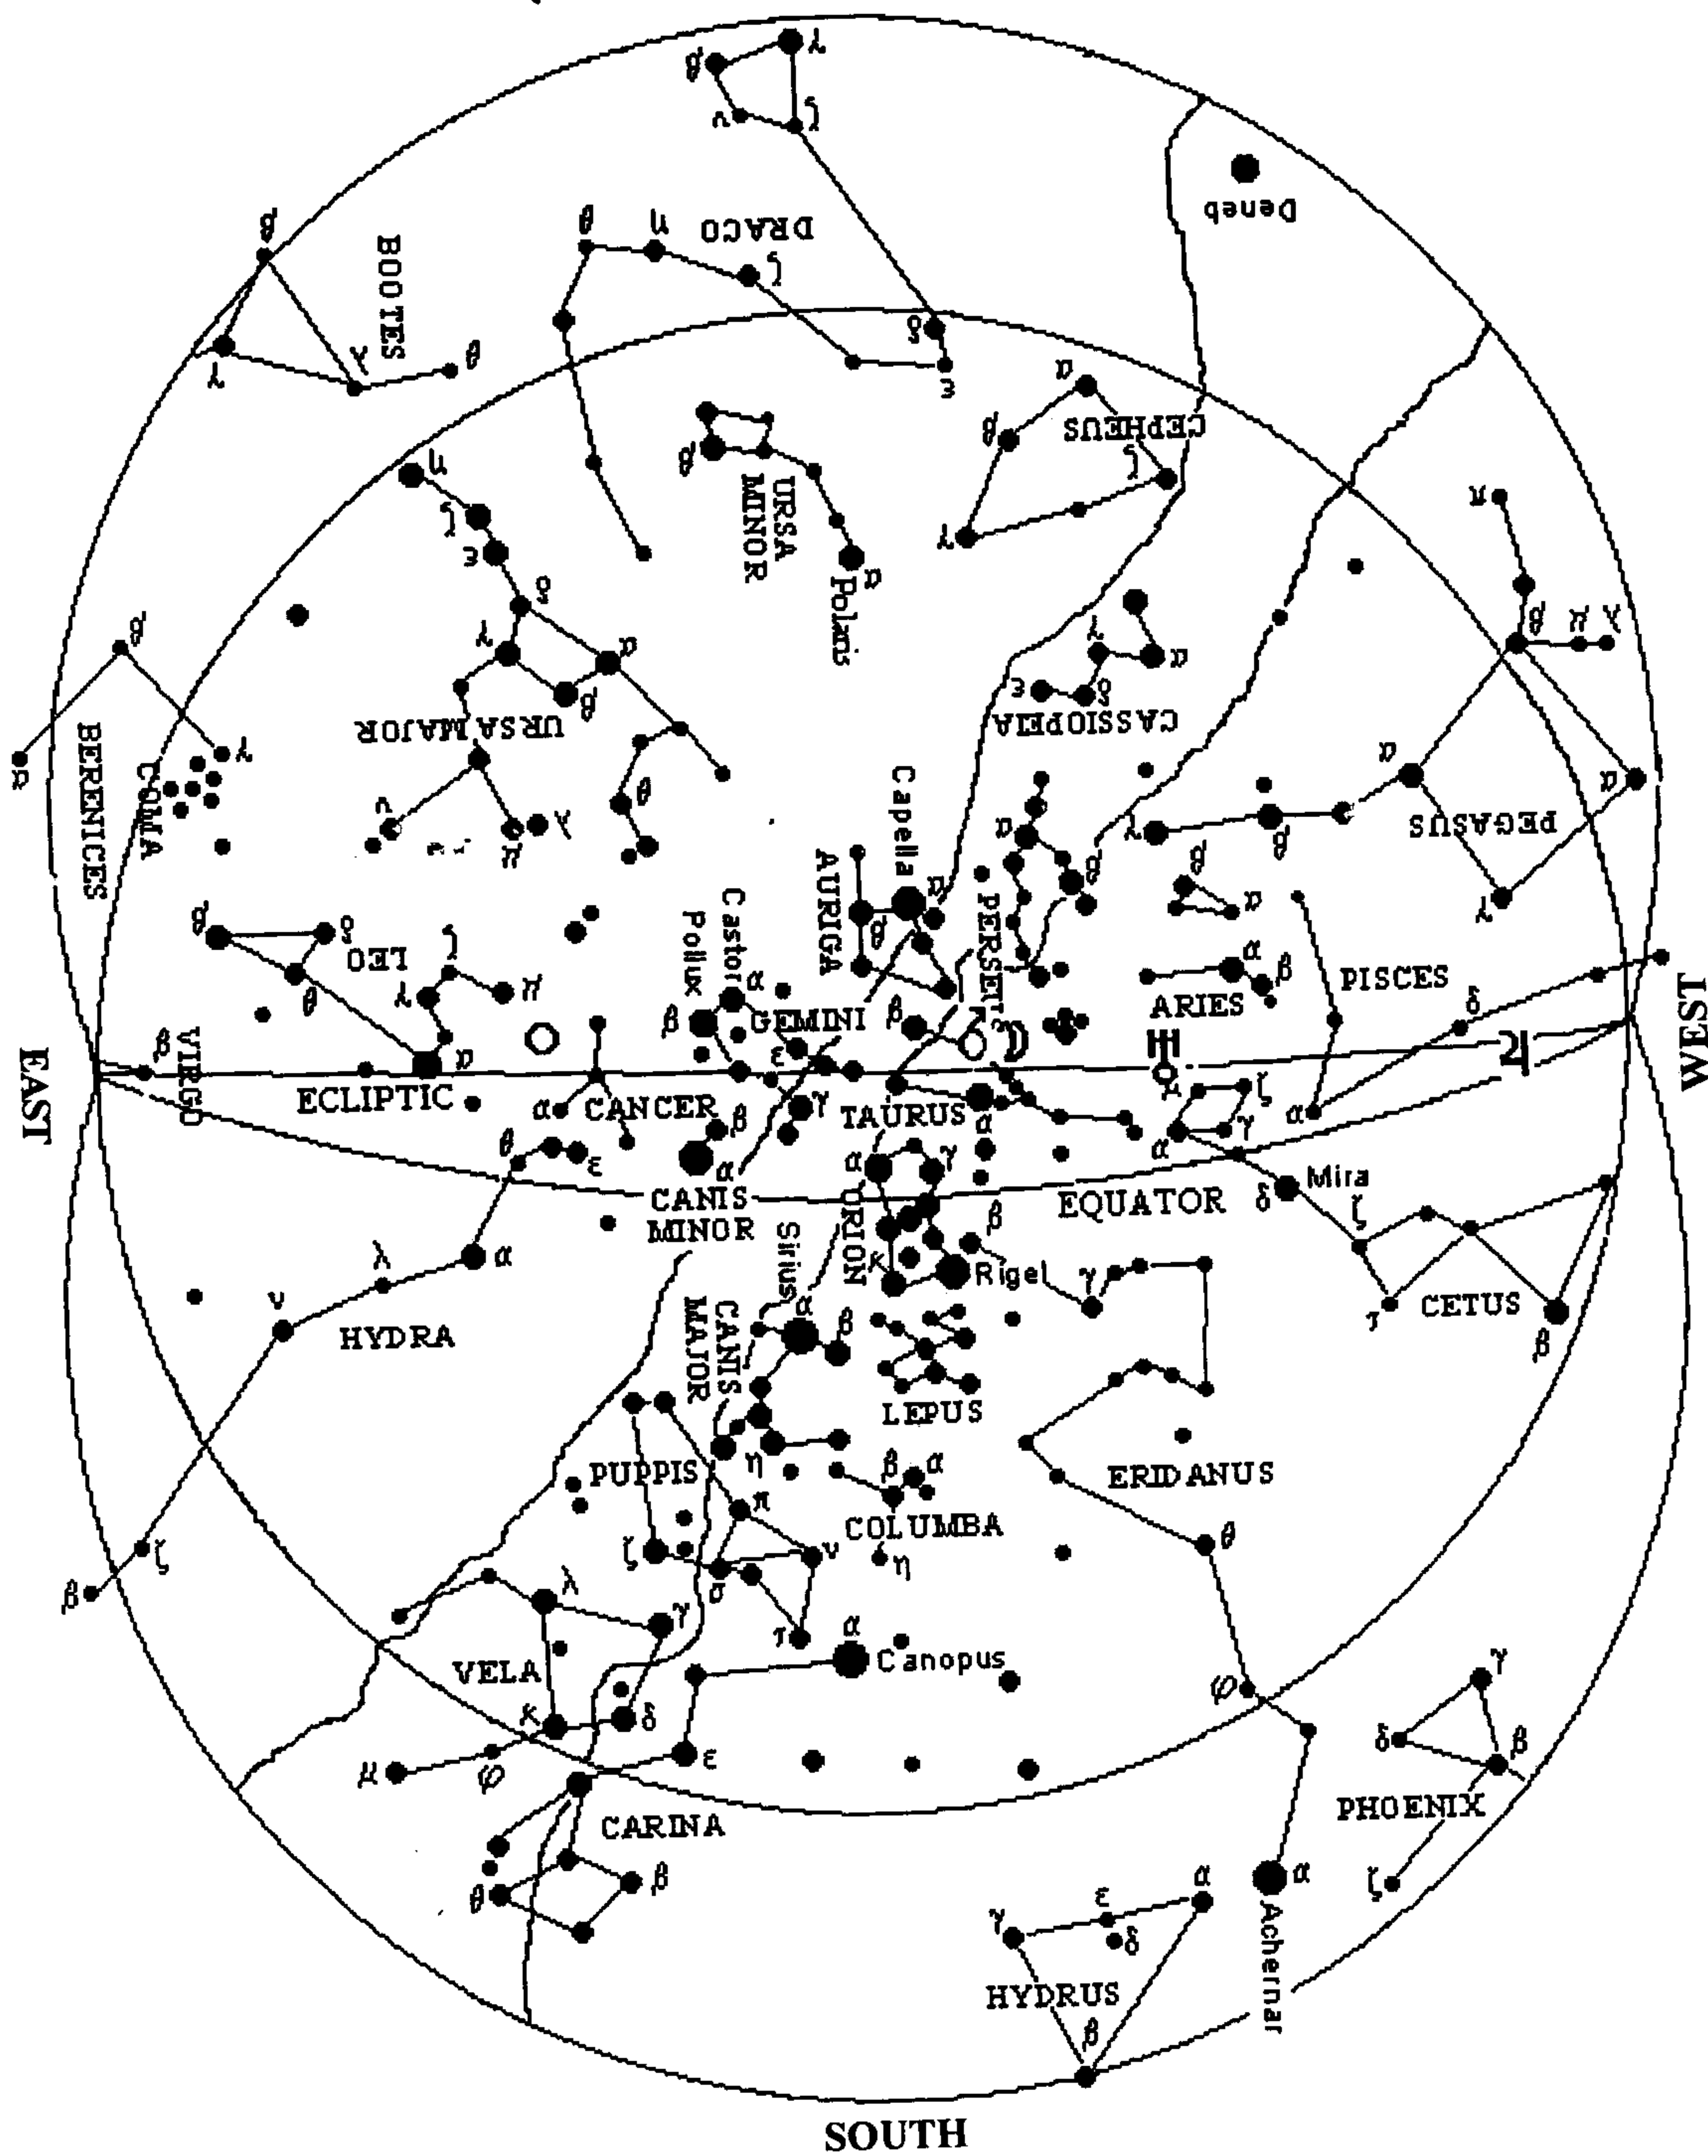 γ
β
ν
ξ
Deneb
β
BOOTES
θ
η
DRACO
ζ
γ
λ
θ
δ
ε
α
CEPHEUS
β
ζ
γ
β
URSA
MINOR
α
Polaris
η
ζ
ε
δ
γ
α
β
URSA MAJOR
θ
λ
μ
π
β
μ
λ
γ
α
ε
δ
CASSIOPEIA
β
γ
α
COMA
BERENICES
α
α
PEGASUS
γ
γ
β
Capella
α
β
AURIGA
α
β
PERSEUS
β
α
β
δ
LEO
θ
ζ
γ
μ
α
Castor
Pollux
α
β
GEMINI
ε
β
α
β
ARIES
PISCES
δ
α
WEST
EAST
β
VIRGO
ECLIPTIC
α
CANCER
β
α
γ
TAURUS
α
μ
ζ
γ
α
♃
θ
ε
CANIS
MINOR
α
γ
ORION
EQUATOR
δ
Mira
ζ
λ
α
ν
HYDRA
Sirius
κ
β
Rigel
γ
CETUS
τ
β
CANIS
MAJOR
α
β
LEPUS
PUPPIS
η
β
α
COLUMBA
η
ERIDANUS
θ
π
ζ
σ
ν
τ
ζ
β
λ
γ
VELA
α
Canopus
κ
δ
μ
φ
ε
CARINA
θ
β
φ
γ
δ
β
PHOENIX
ζ
α
Achernar
γ
ε
δ
α
HYDRUS
β
SOUTH